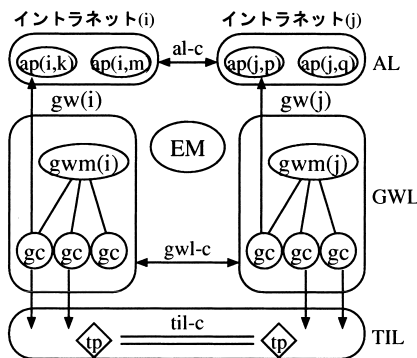 イントラネット(i) イントラネット(j)
ap(i,k) ap(i,m) al-c ap(j,p) ap(j,q) AL
gw(i) gw(j)
EM
gwm(i) gwm(j) GWL
gc gc gc gwl-c gc gc gc
til-c
tp tp TIL